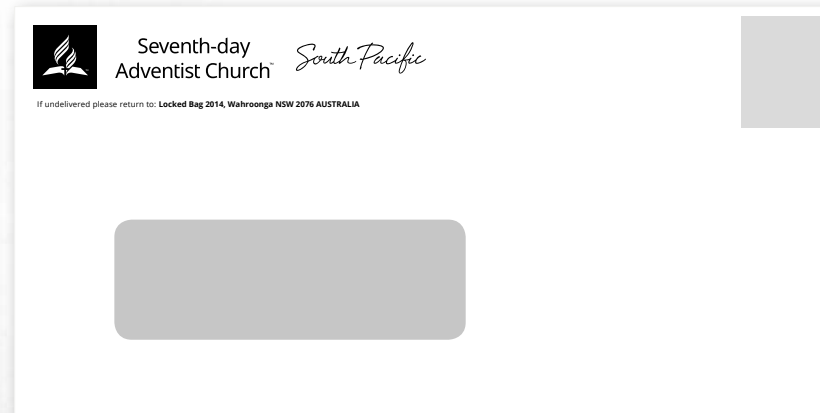 Seventh-day
Adventist Church™
South Pacific
If undelivered please return to: Locked Bag 2014, Wahroonga NSW 2076 AUSTRALIA